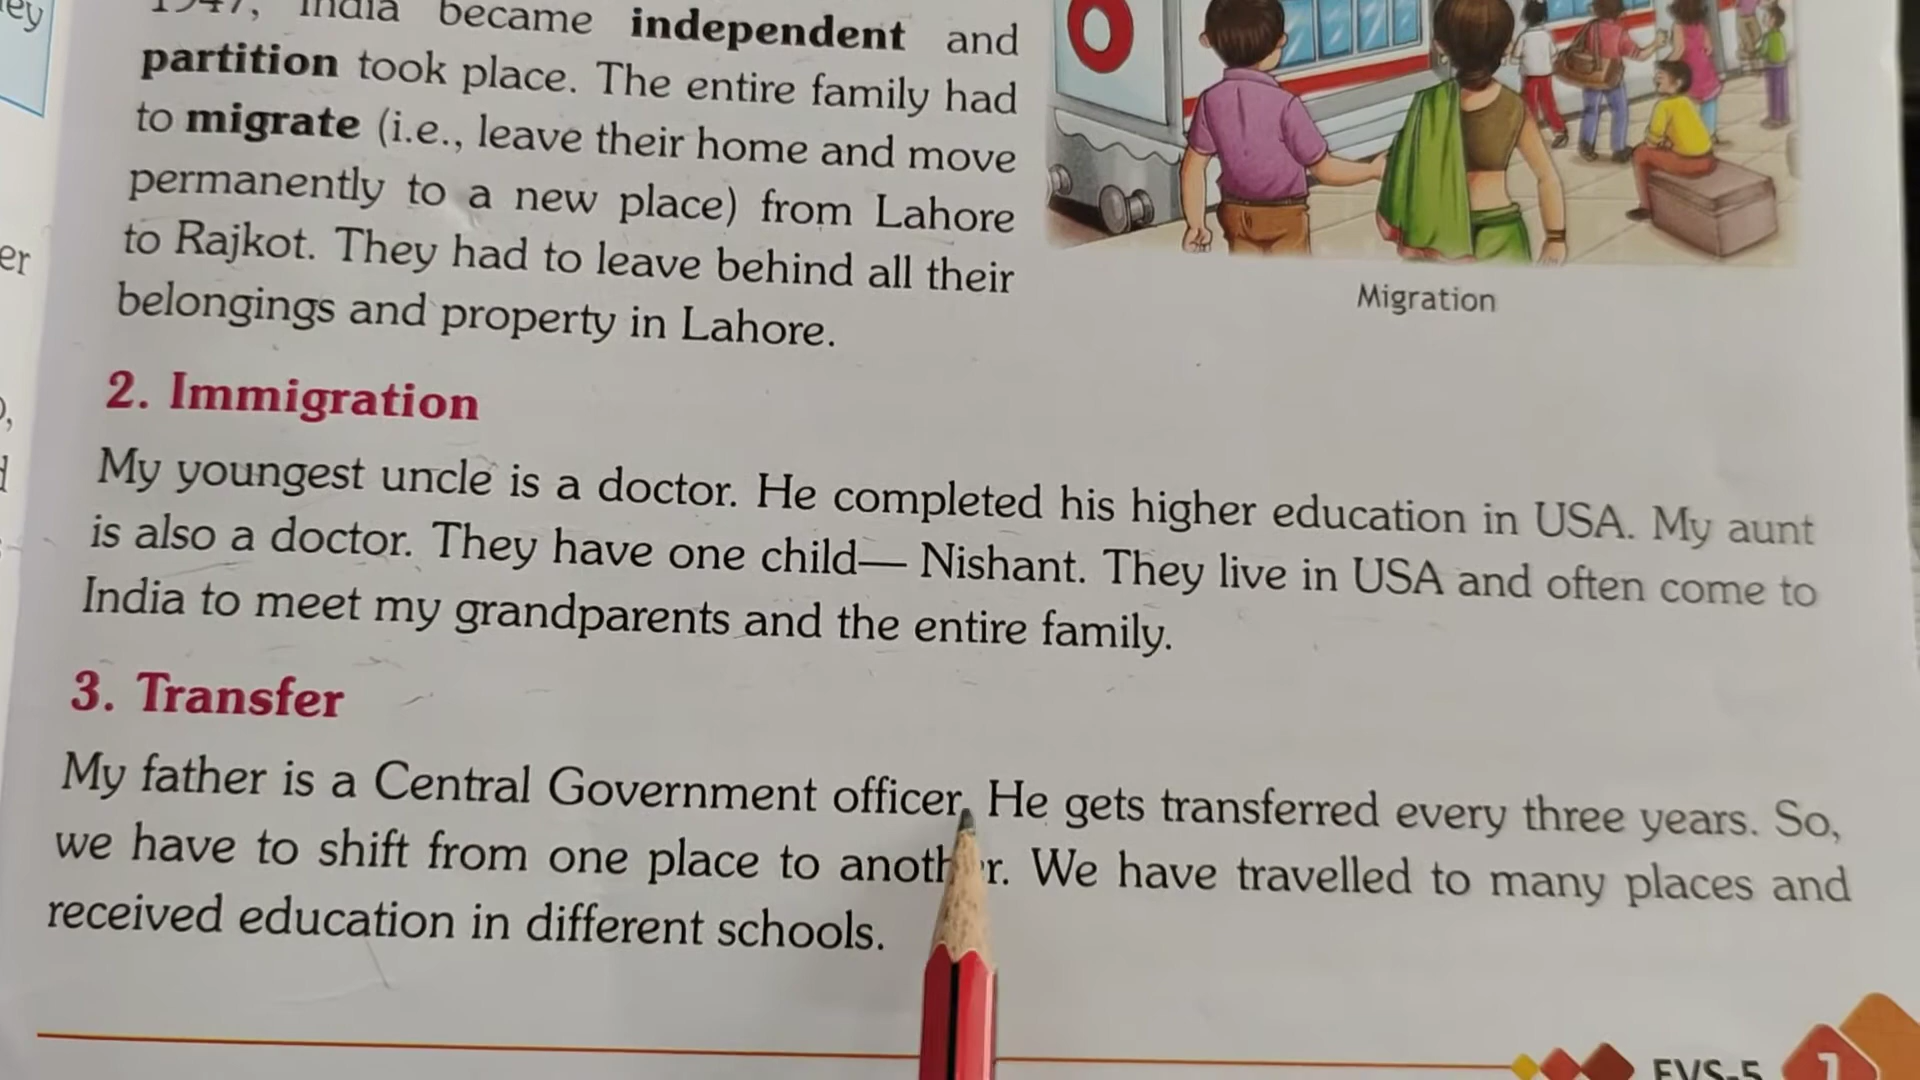 1947, India became independent and
partition took place. The entire family had
to migrate (i.e., leave their home and move
permanently to a new place) from Lahore
to Rajkot. They had to leave behind all their
belongings and property in Lahore.
Migration
2. Immigration
My youngest uncle is a doctor. He completed his higher education in USA. My aunt
is also a doctor. They have one child— Nishant. They live in USA and often come to
India to meet my grandparents and the entire family.
3. Transfer
My father is a Central Government officer. He gets transferred every three years. So,
we have to shift from one place to another. We have travelled to many places and
received education in different schools.
EVS-5